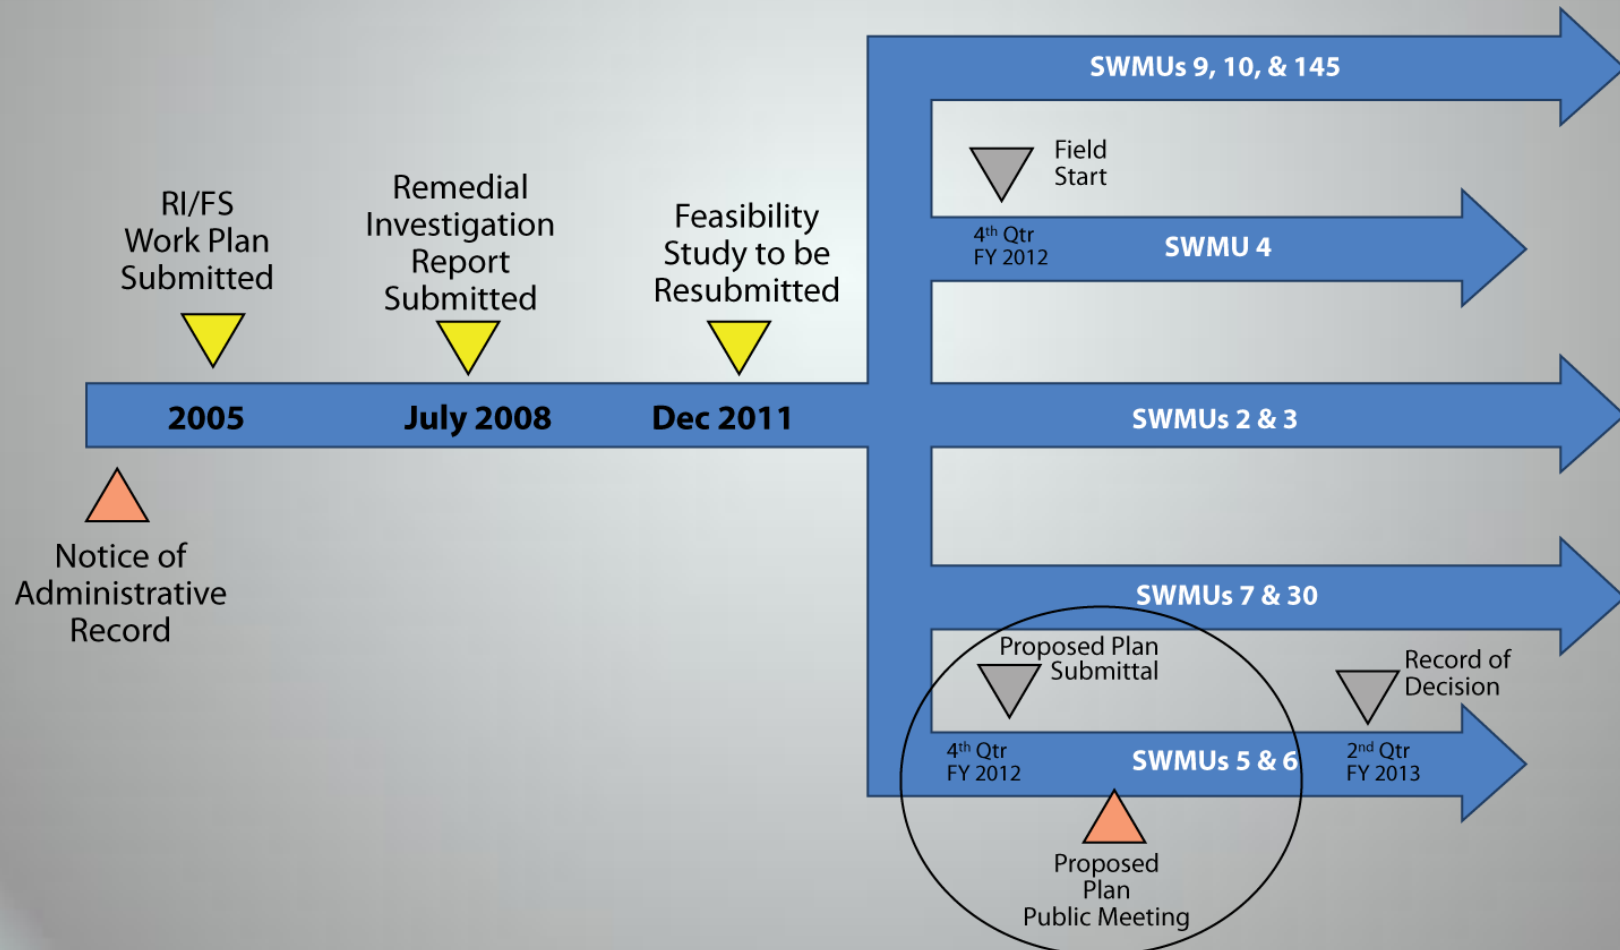 SWMUs 9, 10, & 145
Field
Start
4th Qtr
FY 2012
SWMU 4
RI/FS
Work Plan
Submitted
Remedial
Investigation
Report
Submitted
Feasibility
Study to be
Resubmitted
2005
July 2008
Dec 2011
SWMUs 2 & 3
Notice of
Administrative
Record
SWMUs 7 & 30
Proposed Plan
Submittal
Record of
Decision
4th Qtr
FY 2012
SWMUs 5 & 6
2nd Qtr
FY 2013
Proposed
Plan
Public Meeting